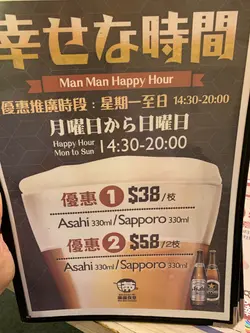 幸せな時間
Man Man Happy Hour
優惠推廣時段：星期一至日 14:30-20:00
月曜日から日曜日
Happy Hour
Mon to Sun
14:30-20:00
優惠 1 $38/枝
Asahi 330ml/Sapporo 330ml
優惠 2 $58/2枝
Asahi 330ml/Sapporo 330ml